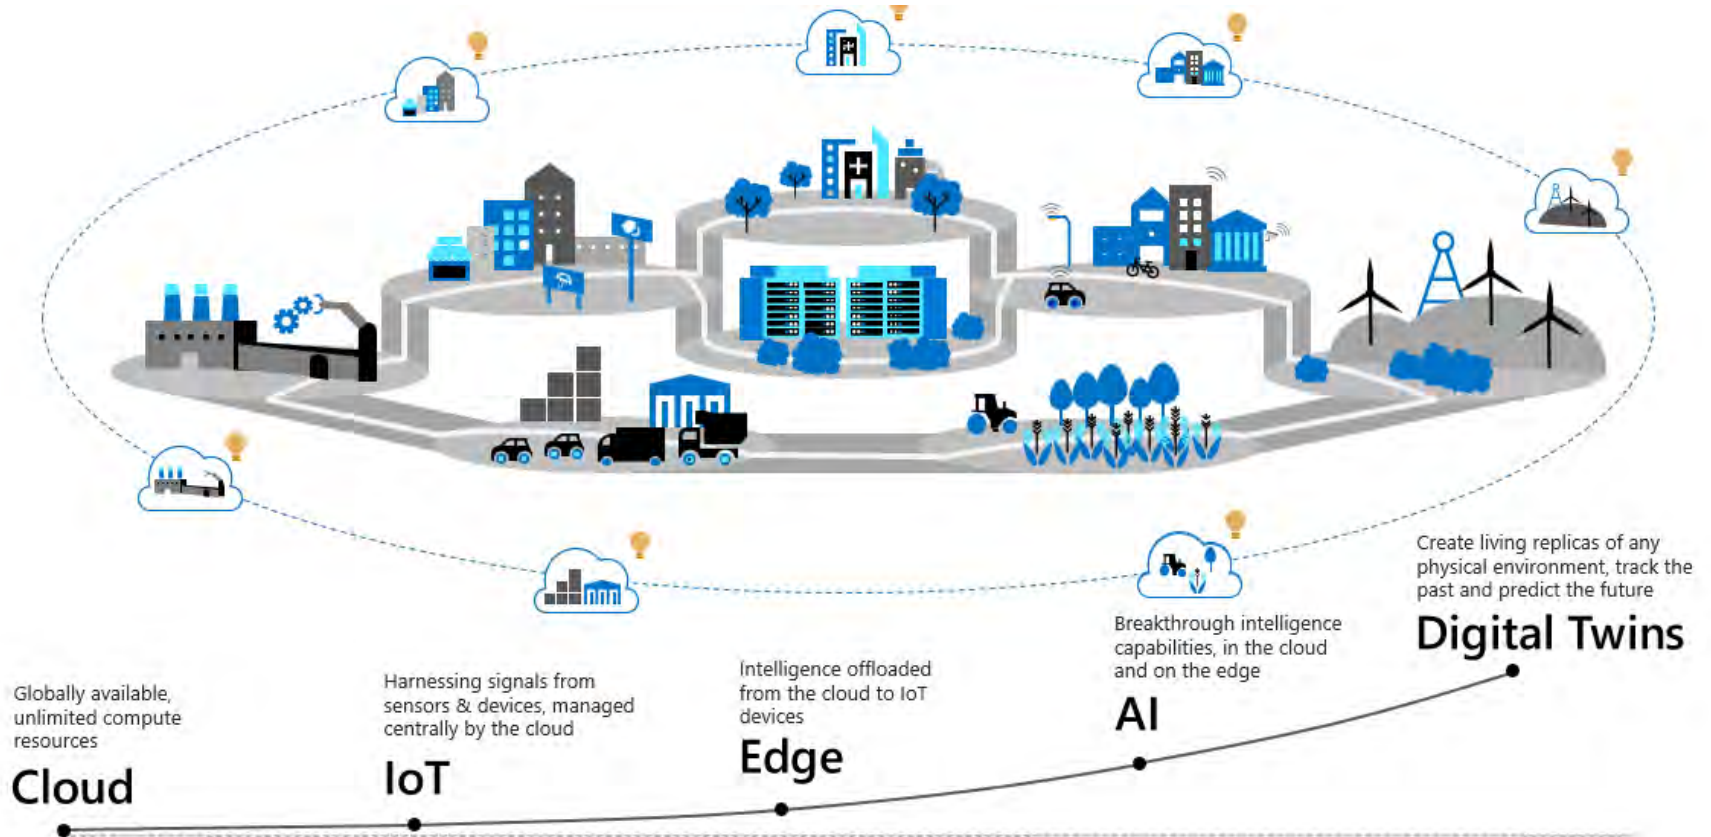 Globally available,
unlimited compute
resources
Cloud
Harnessing signals from
sensors & devices, managed
centrally by the cloud
IoT
Intelligence offloaded
from the cloud to IoT
devices
Edge
Breakthrough intelligence
capabilities, in the cloud
and on the edge
AI
Create living replicas of any
physical environment, track the
past and predict the future
Digital Twins